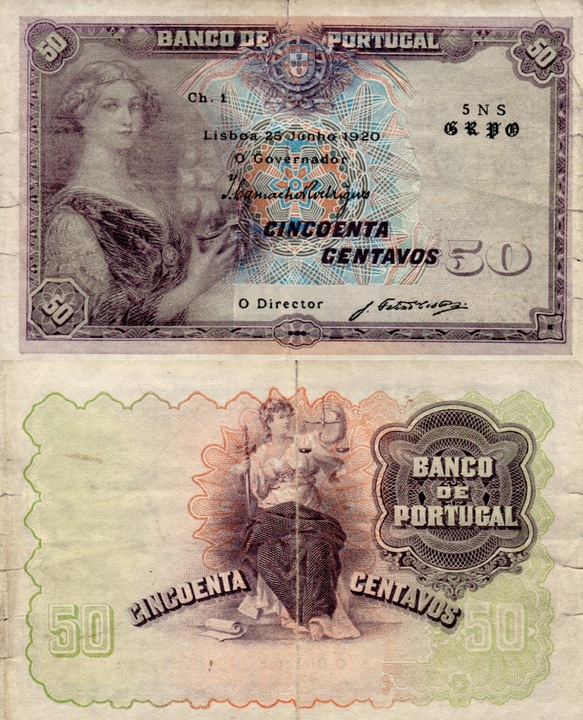 50 BANCO DE PORTUGAL 50
Ch. 1
5 N S
GRPO
Lisboa 25 Junho 1920
O Governador
CINCOENTA
CENTAVOS 50
50
O Director
BANCO
DE
PORTUGAL
CINCOENTA CENTAVOS
50 50